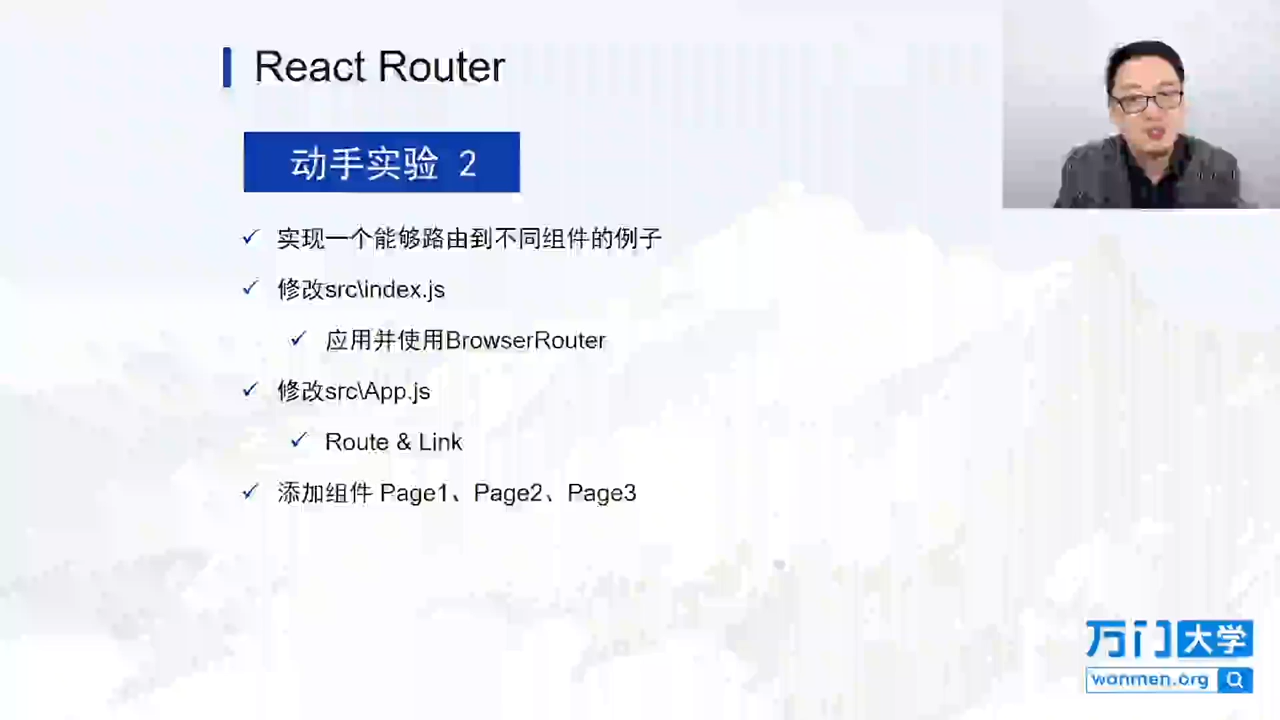 React Router
动手实验 2
实现一个能够路由到不同组件的例子
修改src\index.js
应用并使用BrowserRouter
修改src\App.js
Route & Link
添加组件 Page1、Page2、Page3
万门大学
wanmen.org